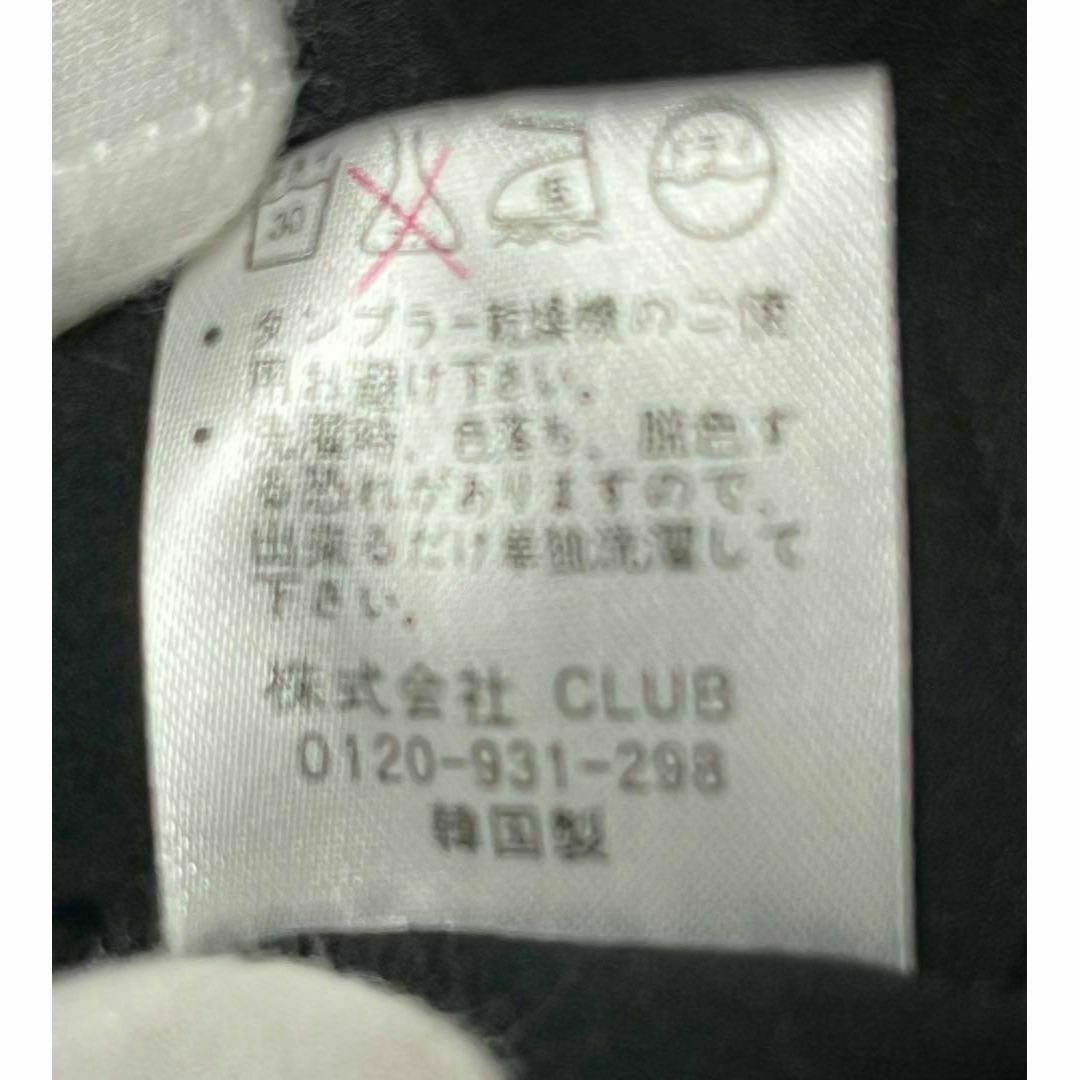 30
・タンブラー乾燥機のご使
用お避け下さい。
・洗濯時、色落ち、脱色す
る恐れがありますので、
出来るだけ単独洗濯して
下さい。
株式会社 CLUB
0120-931-298
韓国製